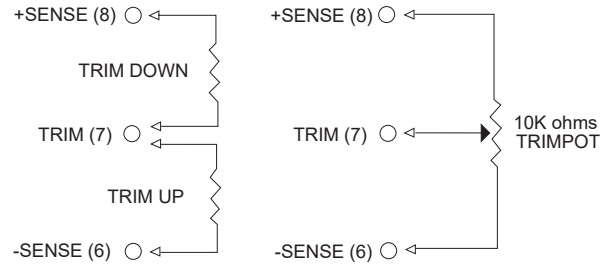 +SENSE (8)
TRIM DOWN
TRIM (7)
TRIM UP
-SENSE (6)
+SENSE (8)
TRIM (7)
10K ohms
TRIMPOT
-SENSE (6)